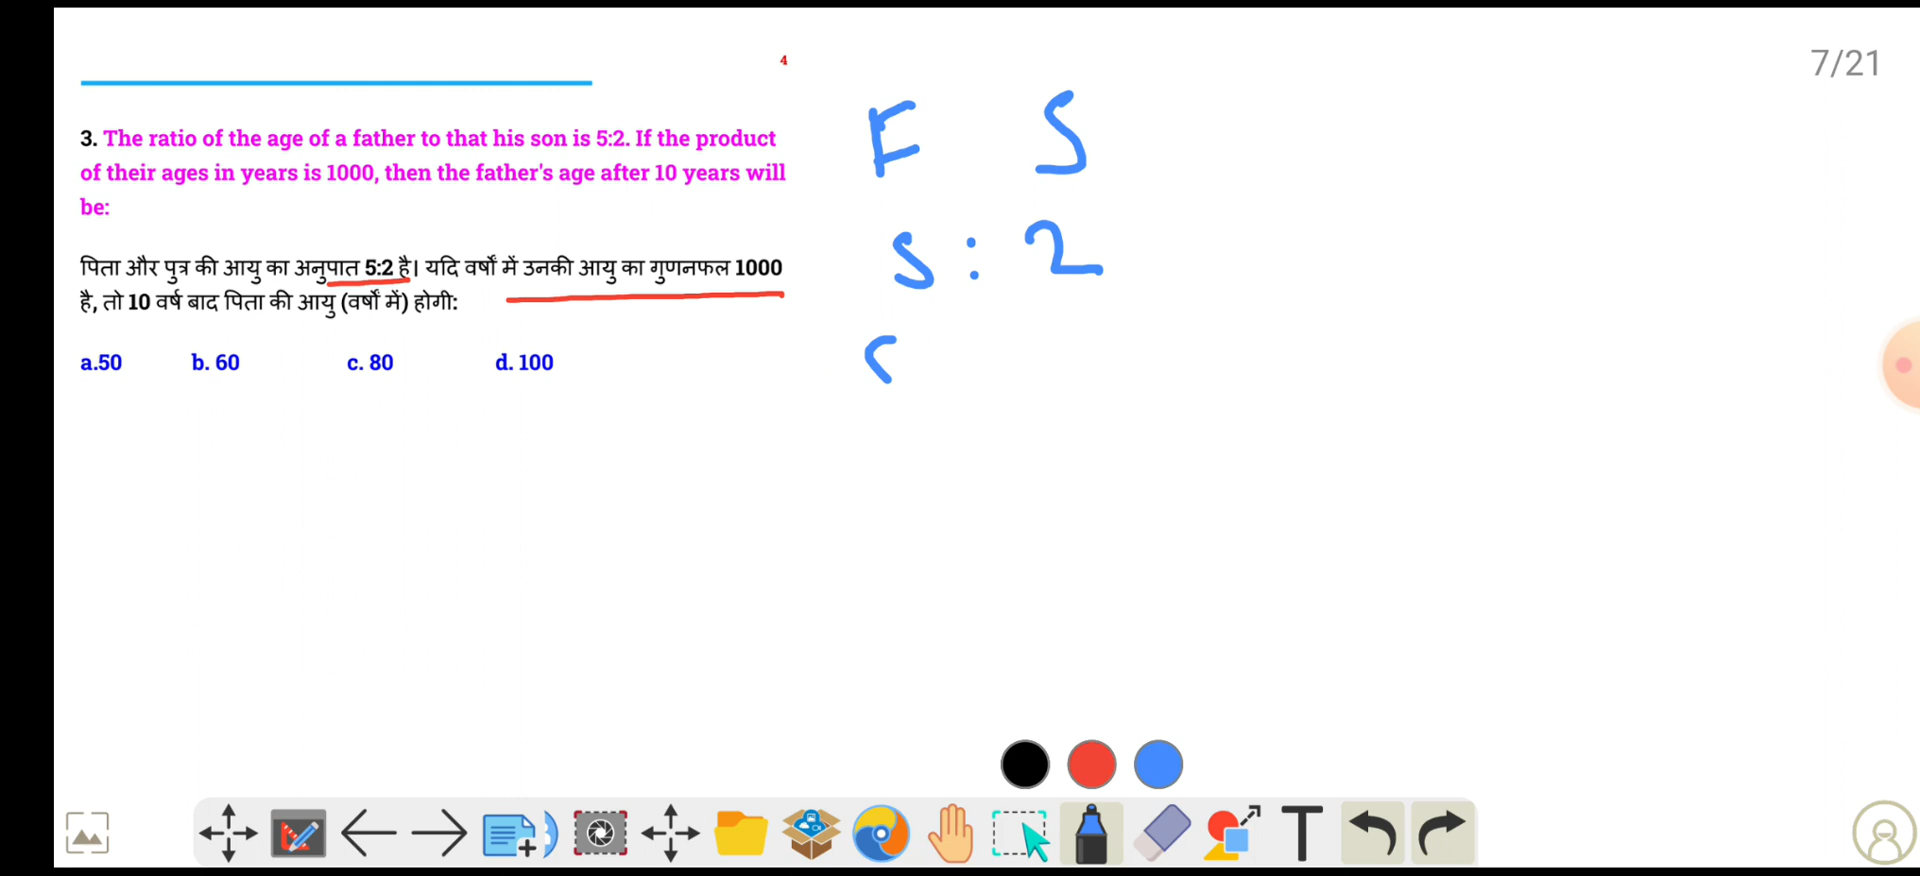 4
7/21
3. The ratio of the age of a father to that his son is 5:2. If the product
of their ages in years is 1000, then the father's age after 10 years will
be:
पिता और पुत्र की आयु का अनुपात 5:2 है। यदि वर्षों में उनकी आयु का गुणनफल 1000
है, तो 10 वर्ष बाद पिता की आयु (वर्षों में) होगी:
a.50 b. 60 c. 80 d. 100
F S
5 : 2